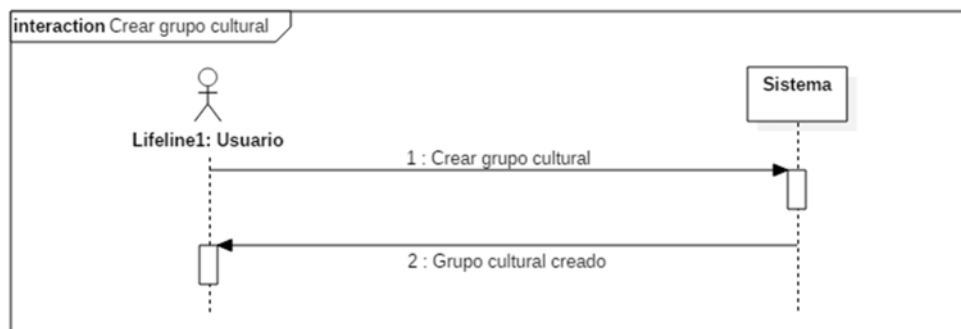 interaction Crear grupo cultural
Sistema
Lifeline1: Usuario
1 : Crear grupo cultural
2 : Grupo cultural creado